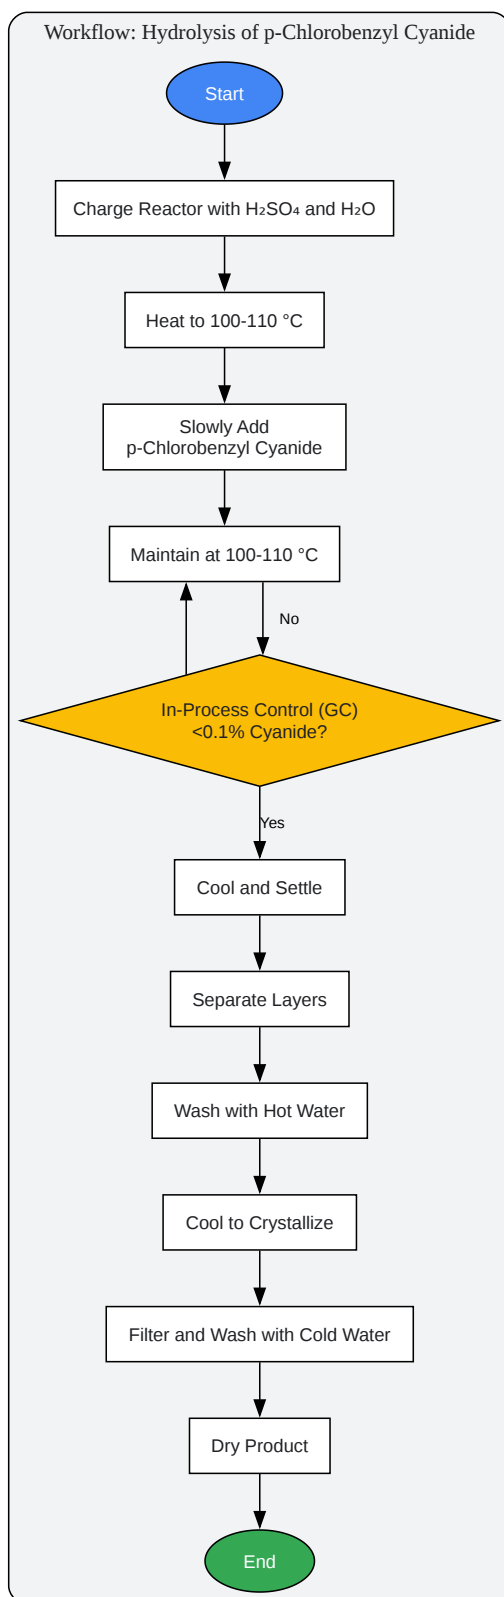 Workflow: Hydrolysis of p-Chlorobenzyl Cyanide
Start
Charge Reactor with H₂SO₄ and H₂O
Heat to 100-110 °C
Slowly Add
p-Chlorobenzyl Cyanide
Maintain at 100-110 °C
No
In-Process Control (GC)
<0.1% Cyanide?
Yes
Cool and Settle
Separate Layers
Wash with Hot Water
Cool to Crystallize
Filter and Wash with Cold Water
Dry Product
End